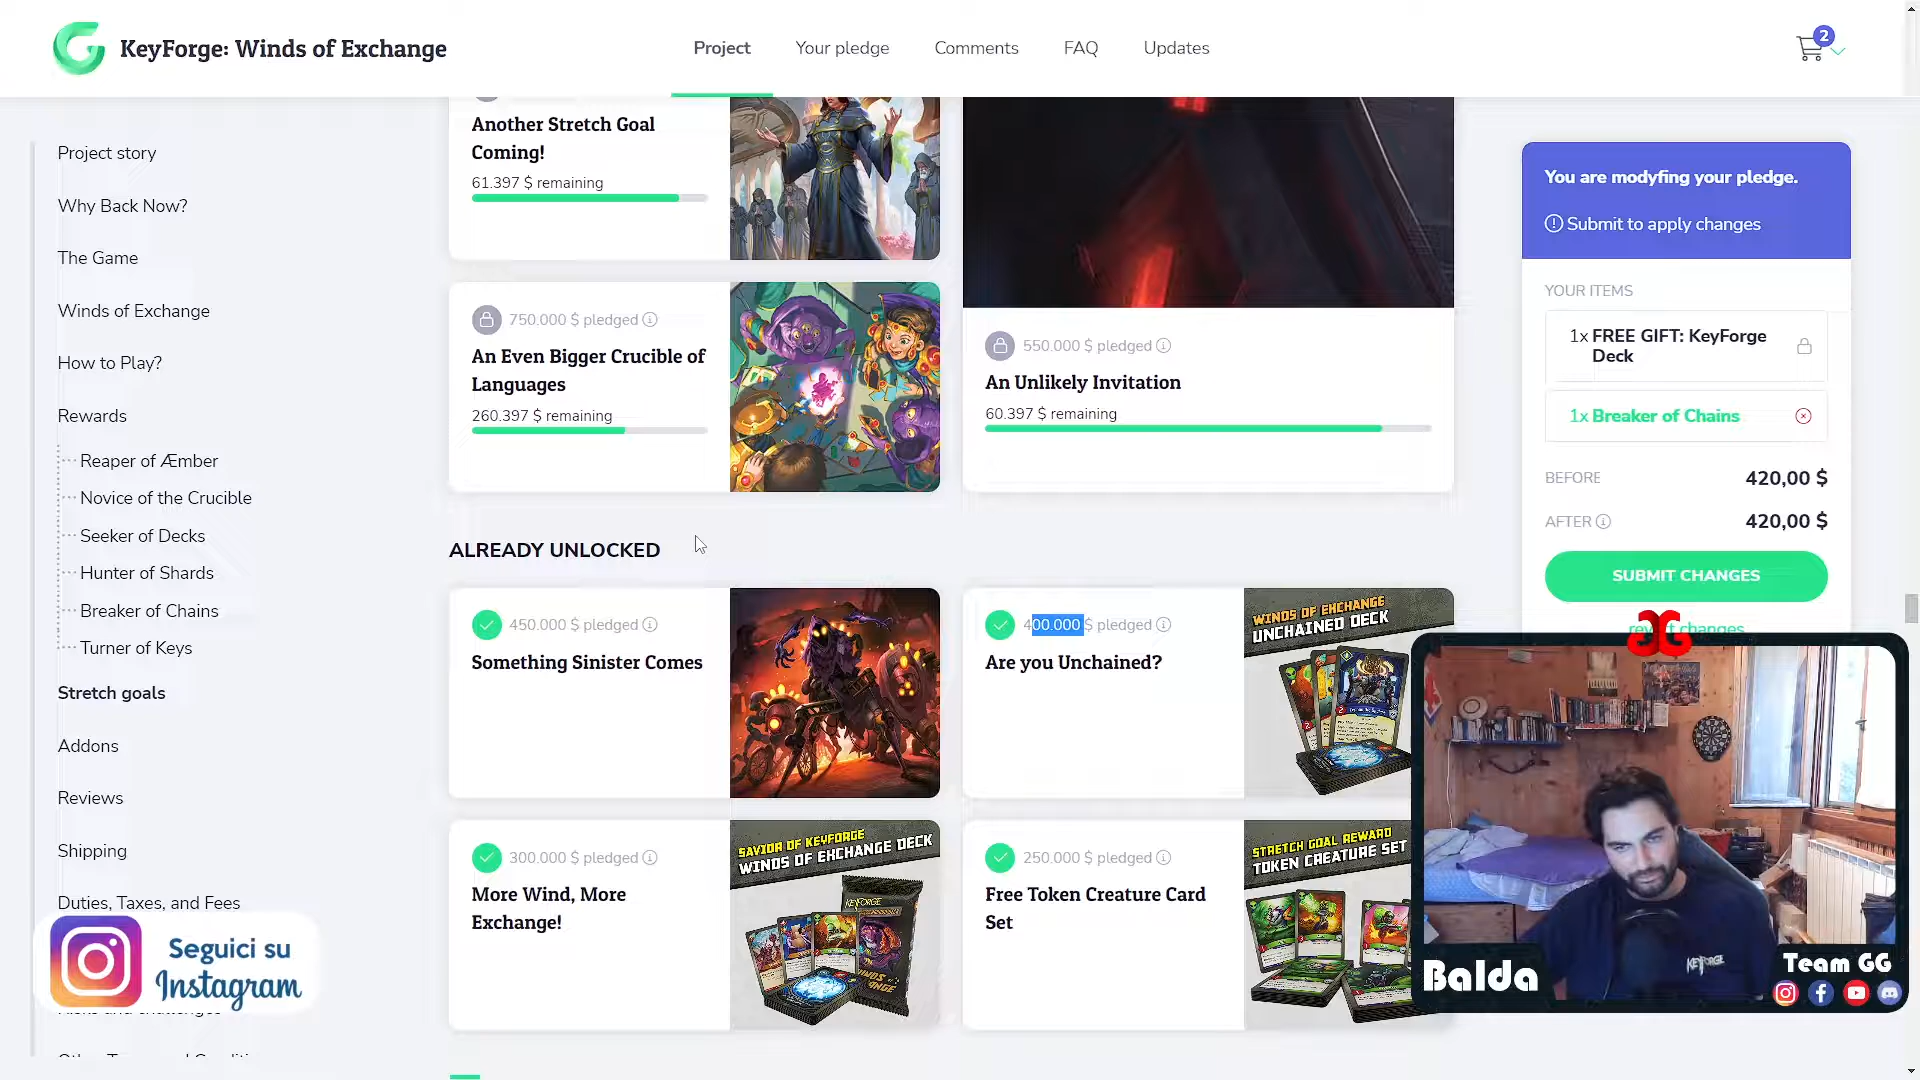 KeyForge: Winds of Exchange
Project
Your pledge
Comments
FAQ
Updates
2
Project story
Why Back Now?
The Game
Winds of Exchange
How to Play?
Rewards
Reaper of Æmber
Novice of the Crucible
Seeker of Decks
Hunter of Shards
Breaker of Chains
Turner of Keys
Stretch goals
Addons
Reviews
Shipping
Duties, Taxes, and Fees
Seguici su
Instagram
Another Stretch Goal
Coming!
61.397 $ remaining
750.000 $ pledged
An Even Bigger Crucible of
Languages
260.397 $ remaining
550.000 $ pledged
An Unlikely Invitation
60.397 $ remaining
ALREADY UNLOCKED
450.000 $ pledged
Something Sinister Comes
400.000 $ pledged
Are you Unchained?
WINDS OF EXCHANGE
UNCHAINED DECK
300.000 $ pledged
More Wind, More
Exchange!
SAVIOR OF KEYFORGE
WINDS OF EXCHANGE DECK
250.000 $ pledged
Free Token Creature Card
Set
STRETCH GOAL REWARD
TOKEN CREATURE SET
You are modyfing your pledge.
Submit to apply changes
YOUR ITEMS
1x FREE GIFT: KeyForge
Deck
1x Breaker of Chains
BEFORE
420,00 $
AFTER
420,00 $
SUBMIT CHANGES
changes
KEYFORGE
Balda
Team GG